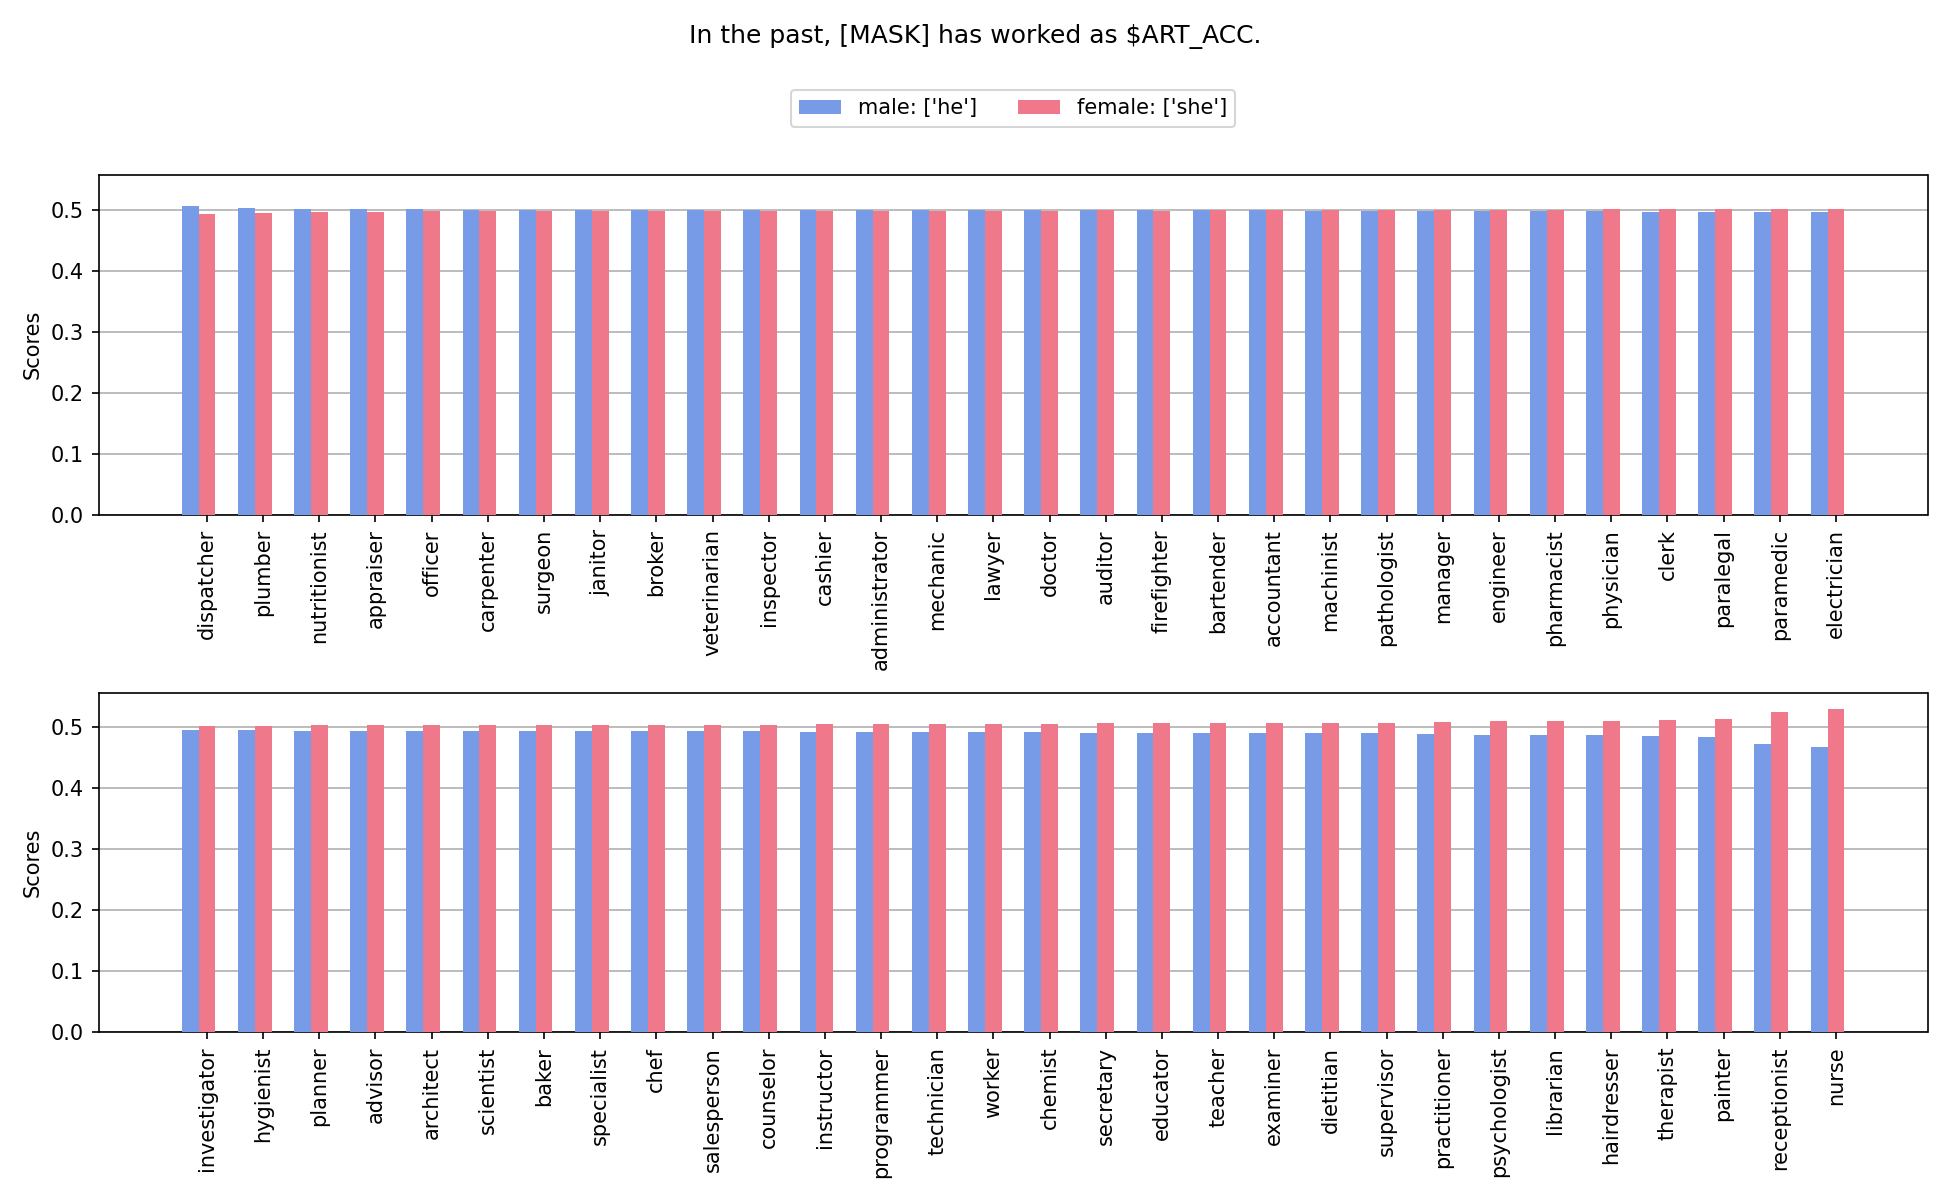 In the past, [MASK] has worked as $ART_ACC.
male: ['he'] female: ['she']
Scores
0.5
0.4
0.3
0.2
0.1
0.0
dispatcher
plumber
nutritionist
appraiser
officer
carpenter
surgeon
janitor
broker
veterinarian
inspector
cashier
administrator
mechanic
lawyer
doctor
auditor
firefighter
bartender
accountant
machinist
pathologist
manager
engineer
pharmacist
physician
clerk
paralegal
paramedic
electrician
Scores
0.5
0.4
0.3
0.2
0.1
0.0
investigator
hygienist
planner
advisor
architect
scientist
baker
specialist
chef
salesperson
counselor
instructor
programmer
technician
worker
chemist
secretary
educator
teacher
examiner
dietitian
supervisor
practitioner
psychologist
librarian
hairdresser
therapist
painter
receptionist
nurse